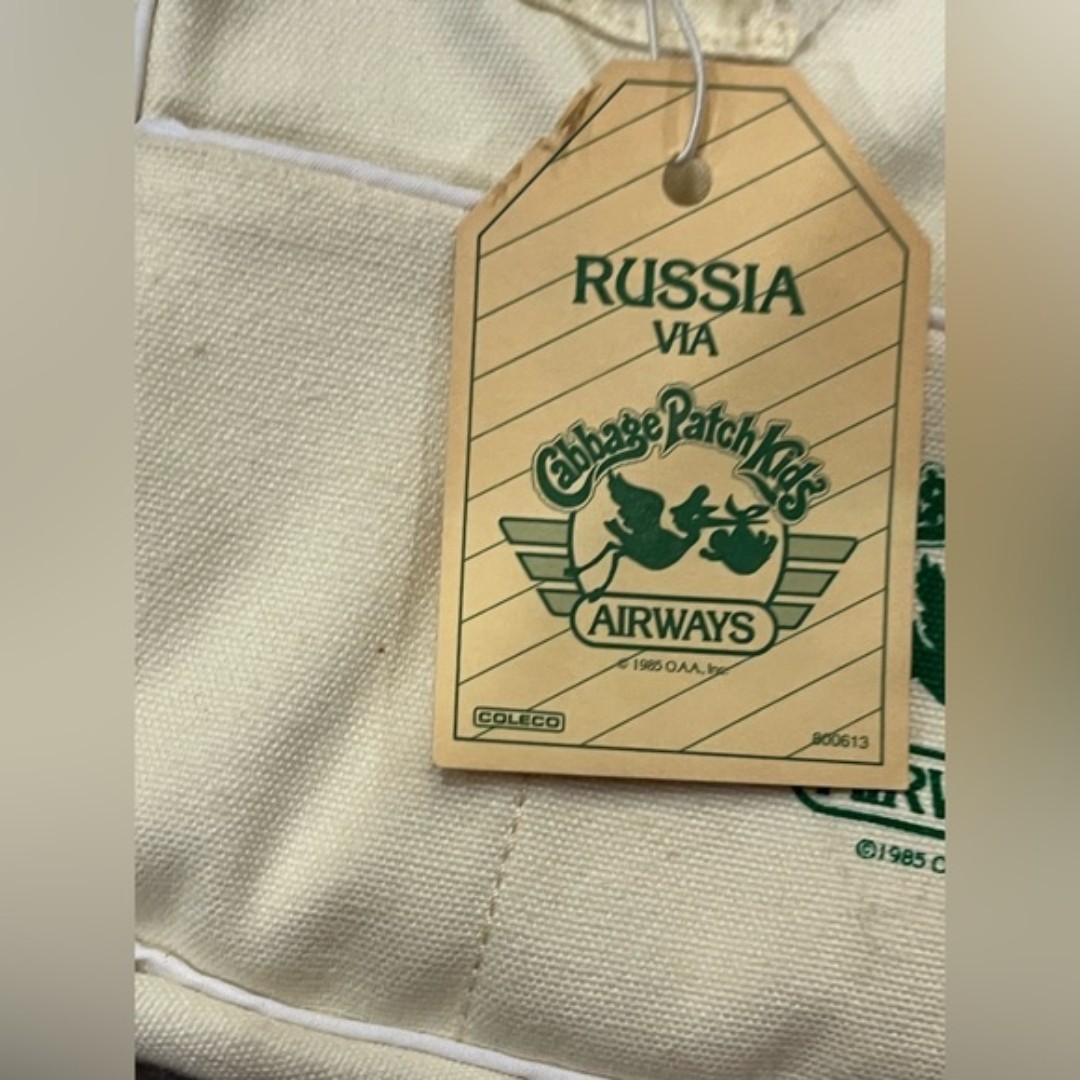 RUSSIA
VIA
Cabbage Patch Kids
AIRWAYS
© 1985 O.A.A., Inc.
COLECO
800613
©1985 O